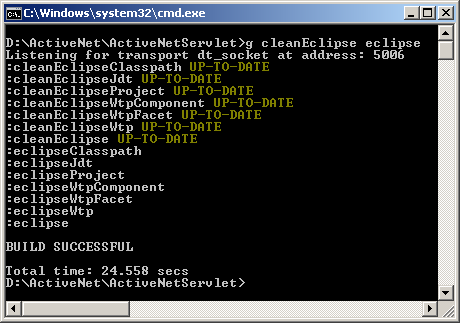 C:\WINDOWS\system32\cmd.exe
D:\ActiveNet\ActiveNetServlet>g cleanEclipse eclipse
Listening for transport dt_socket at address: 5006
:cleanEclipseClasspath UP-TO-DATE
:cleanEclipseJdt UP-TO-DATE
:cleanEclipseProject UP-TO-DATE
:cleanEclipseWtpComponent UP-TO-DATE
:cleanEclipseWtpFacet UP-TO-DATE
:cleanEclipseWtp UP-TO-DATE
:cleanEclipse UP-TO-DATE
:eclipseClasspath
:eclipseJdt
:eclipseProject
:eclipseWtpComponent
:eclipseWtpFacet
:eclipseWtp
:eclipse
BUILD SUCCESSFUL
Total time: 24.558 secs
D:\ActiveNet\ActiveNetServlet>